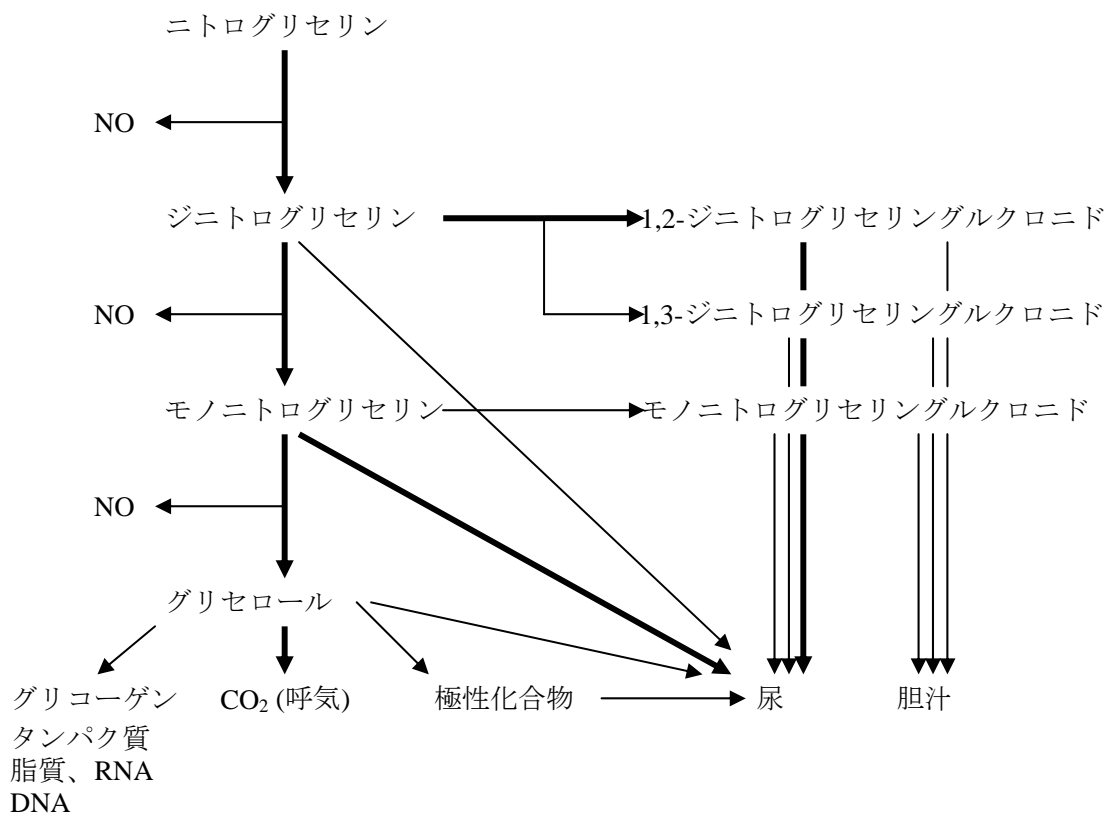 ニトログリセリン
NO
ジニトログリセリン
1,2-ジニトログリセリングルクロニド
NO
1,3-ジニトログリセリングルクロニド
モノニトログリセリン
モノニトログリセリングルクロニド
NO
グリセロール
グリコーゲン
タンパク質
脂質、RNA
DNA
CO₂ (呼気)
極性化合物
尿
胆汁